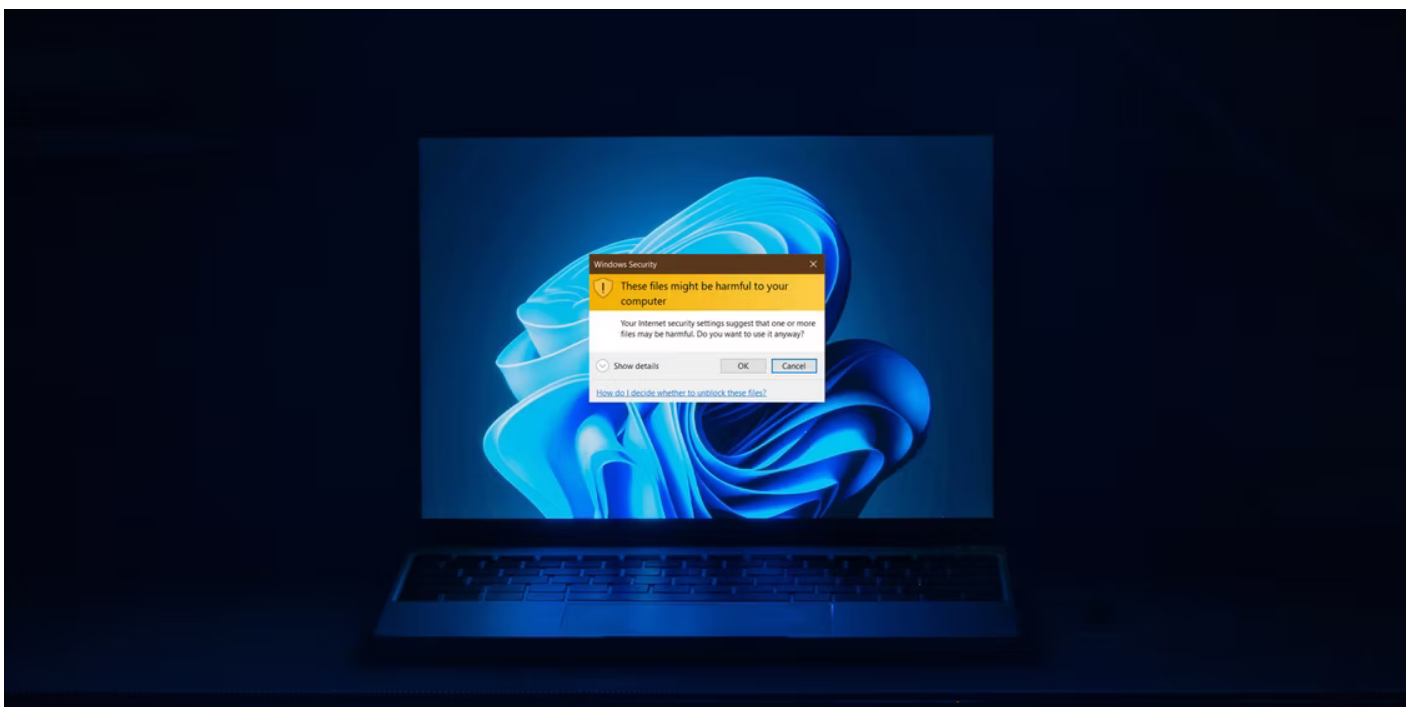 Windows Security
These files might be harmful to your
computer
Your Internet security settings suggest that one or more
files may be harmful. Do you want to use it anyway?
Show details
OK
Cancel
How do I decide whether to unblock these files?